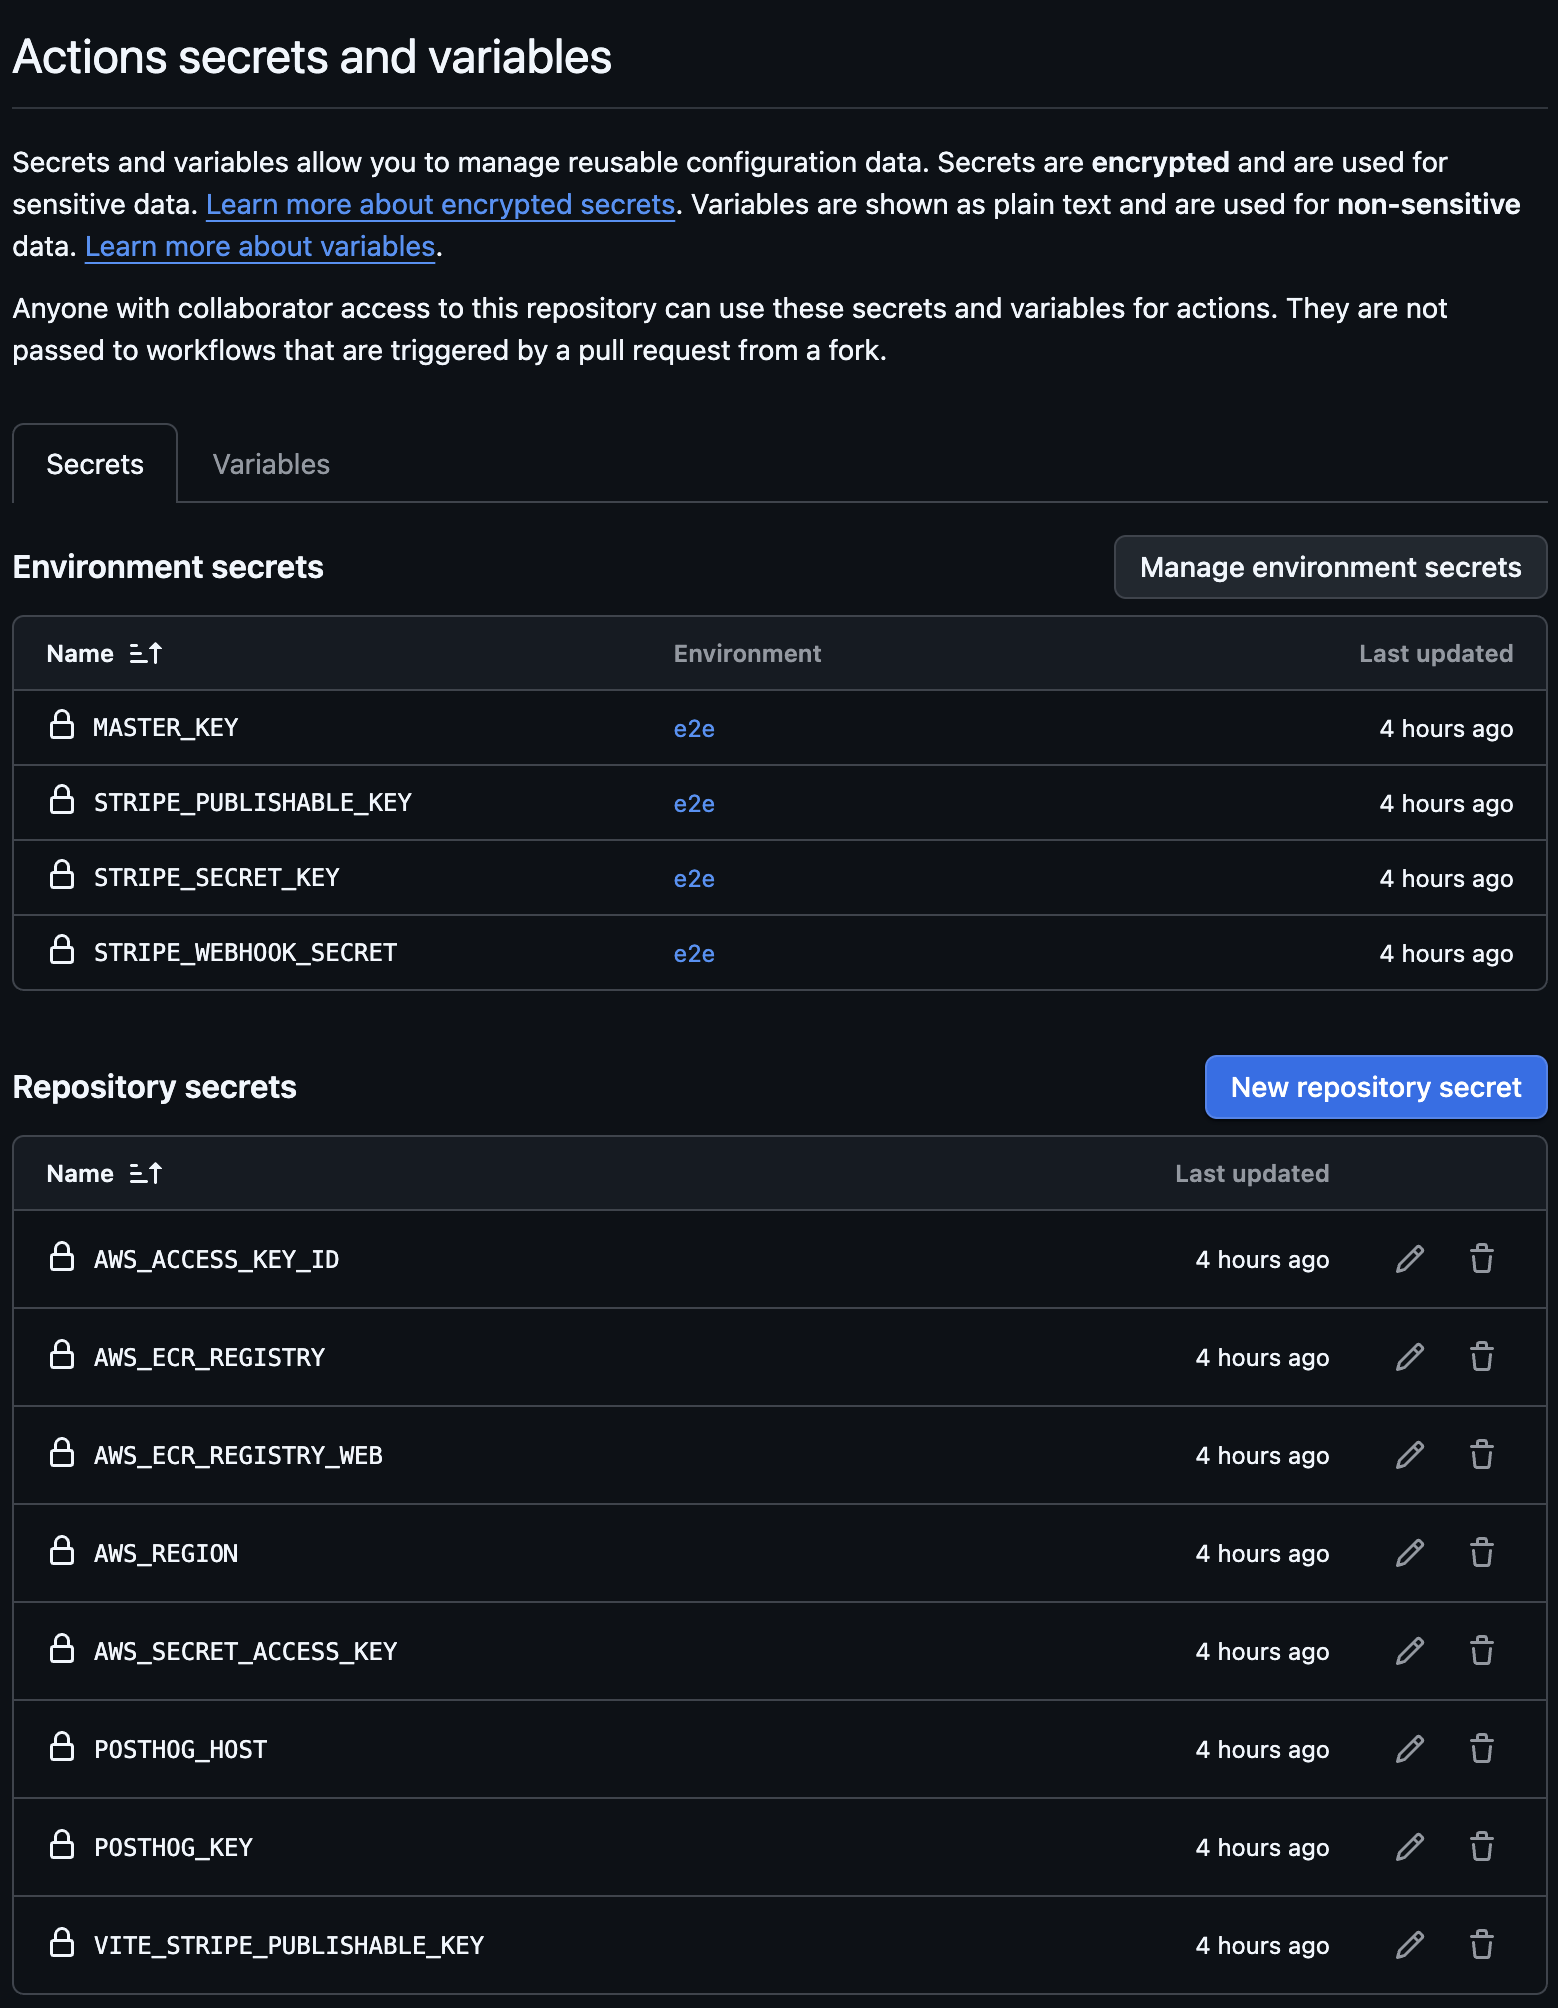 Actions secrets and variables
Secrets and variables allow you to manage reusable configuration data. Secrets are encrypted and are used for
sensitive data. Learn more about encrypted secrets. Variables are shown as plain text and are used for non-sensitive
data. Learn more about variables.
Anyone with collaborator access to this repository can use these secrets and variables for actions. They are not
passed to workflows that are triggered by a pull request from a fork.
Secrets Variables
Environment secrets Manage environment secrets
Name Environment Last updated
MASTER_KEY e2e 4 hours ago
STRIPE_PUBLISHABLE_KEY e2e 4 hours ago
STRIPE_SECRET_KEY e2e 4 hours ago
STRIPE_WEBHOOK_SECRET e2e 4 hours ago
Repository secrets New repository secret
Name Last updated
AWS_ACCESS_KEY_ID 4 hours ago
AWS_ECR_REGISTRY 4 hours ago
AWS_ECR_REGISTRY_WEB 4 hours ago
AWS_REGION 4 hours ago
AWS_SECRET_ACCESS_KEY 4 hours ago
POSTHOG_HOST 4 hours ago
POSTHOG_KEY 4 hours ago
VITE_STRIPE_PUBLISHABLE_KEY 4 hours ago